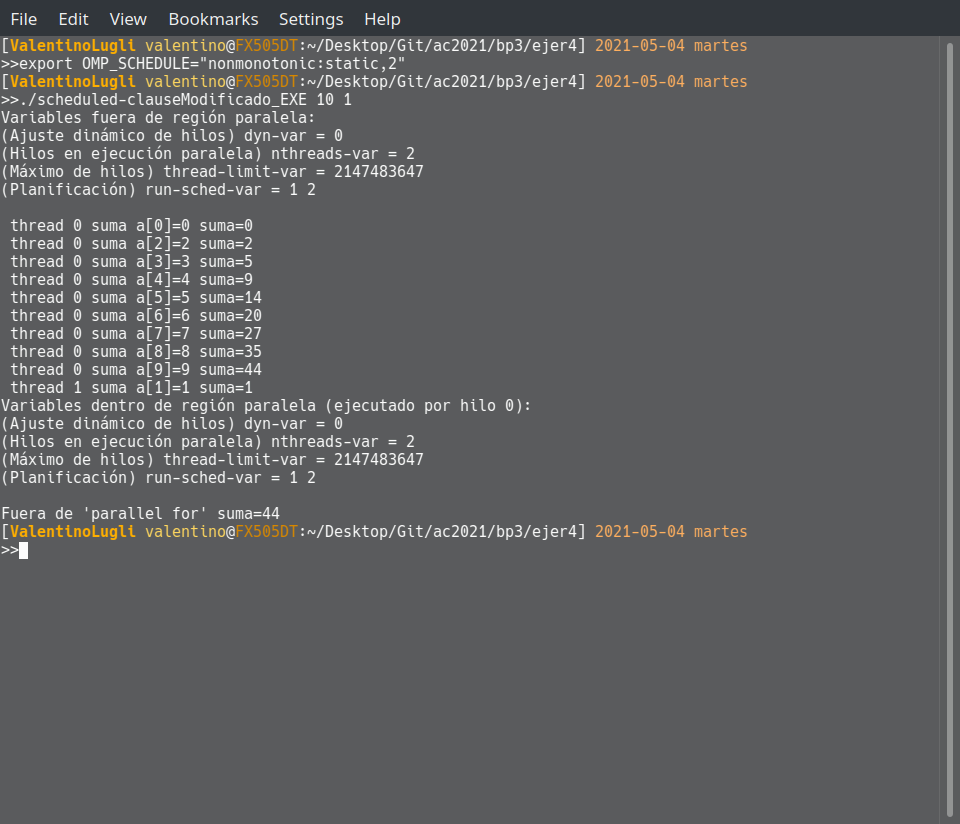 File Edit View Bookmarks Settings Help
[ValentinoLugli valentino@FX505DT:~/Desktop/Git/ac2021/bp3/ejer4] 2021-05-04 martes
>>export OMP_SCHEDULE="nonmonotonic:static,2"
[ValentinoLugli valentino@FX505DT:~/Desktop/Git/ac2021/bp3/ejer4] 2021-05-04 martes
>>./scheduled-clauseModificado_EXE 10 1
Variables fuera de región paralela:
(Ajuste dinámico de hilos) dyn-var = 0
(Hilos en ejecución paralela) nthreads-var = 2
(Máximo de hilos) thread-limit-var = 2147483647
(Planificación) run-sched-var = 1 2
thread 0 suma a[0]=0 suma=0
thread 0 suma a[2]=2 suma=2
thread 0 suma a[3]=3 suma=5
thread 0 suma a[4]=4 suma=9
thread 0 suma a[5]=5 suma=14
thread 0 suma a[6]=6 suma=20
thread 0 suma a[7]=7 suma=27
thread 0 suma a[8]=8 suma=35
thread 0 suma a[9]=9 suma=44
thread 1 suma a[1]=1 suma=1
Variables dentro de región paralela (ejecutado por hilo 0):
(Ajuste dinámico de hilos) dyn-var = 0
(Hilos en ejecución paralela) nthreads-var = 2
(Máximo de hilos) thread-limit-var = 2147483647
(Planificación) run-sched-var = 1 2
Fuera de 'parallel for' suma=44
[ValentinoLugli valentino@FX505DT:~/Desktop/Git/ac2021/bp3/ejer4] 2021-05-04 martes
>>